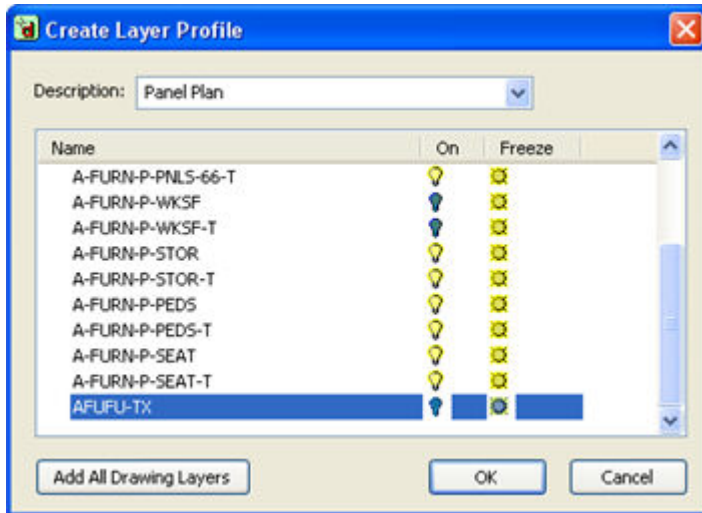 Create Layer Profile
Description: Panel Plan
Name On Freeze
A-FURN-P-PNLS-66-T
A-FURN-P-WKSF
A-FURN-P-WKSF-T
A-FURN-P-STOR
A-FURN-P-STOR-T
A-FURN-P-PEDS
A-FURN-P-PEDS-T
A-FURN-P-SEAT
A-FURN-P-SEAT-T
AFUFU-TX
Add All Drawing Layers OK Cancel